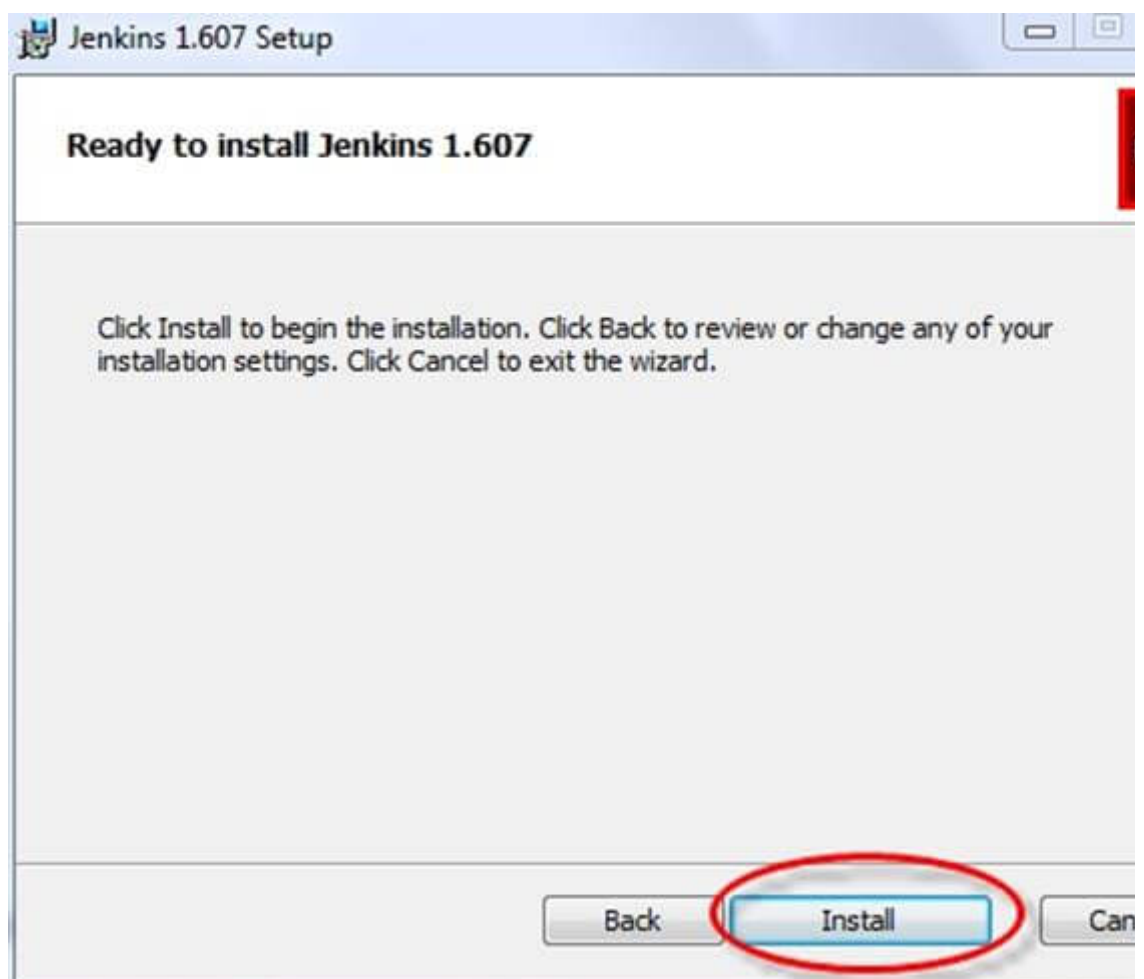 Jenkins 1.607 Setup
Ready to install Jenkins 1.607
Click Install to begin the installation. Click Back to review or change any of your
installation settings. Click Cancel to exit the wizard.
Back Install Can